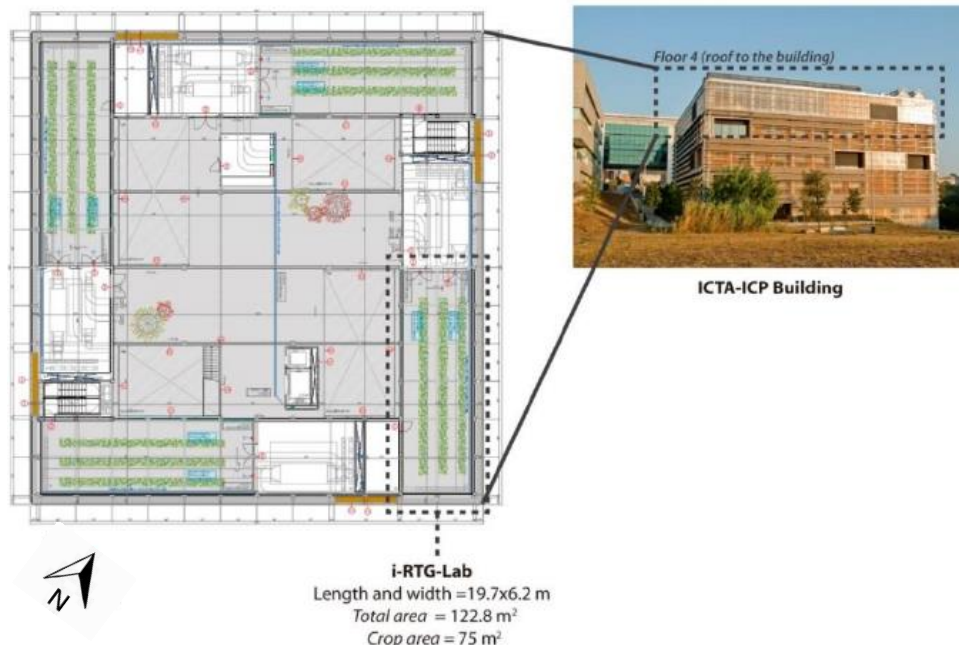 Floor 4 (roof to the building)
ICTA-ICP Building
N
i-RTG-Lab
Length and width =19.7x6.2 m
Total area = 122.8 m²
Crop area = 75 m²